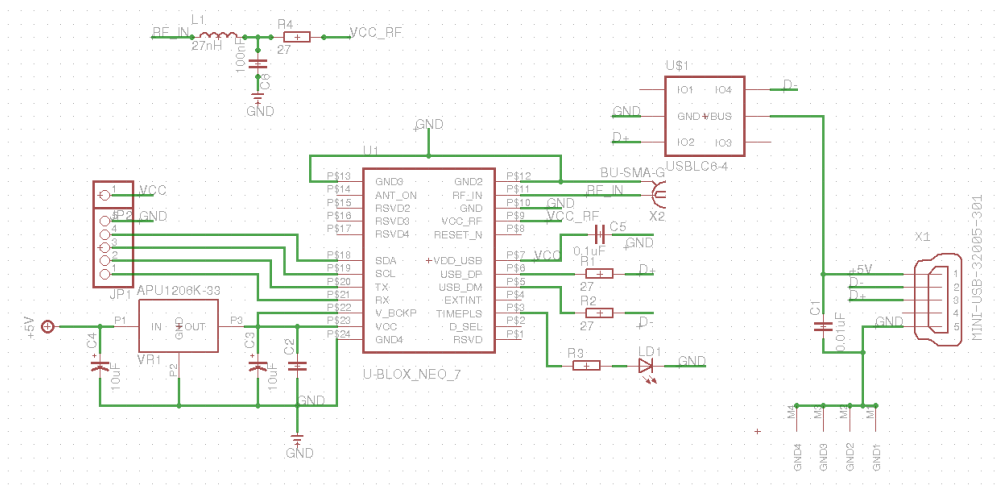 L1
RF_IN
27nH
100nF
C6
R4
27
VCC_RF
GND
U$1
IO1
IO4
D-
GND
GND
VBUS
D+
IO2
IO3
USBLC6-4
GND
U1
P$13
GND3
GND2
P$12
P$14
ANT_ON
RF_IN
P$11
P$15
RSVD2
GND
P$10
P$16
RSVD3
VCC_RF
P$9
P$17
RSVD4
RESET_N
P$8
P$18
SDA
VDD_USB
P$7
P$19
SCL
USB_DP
P$6
P$20
TX
USB_DM
P$5
P$21
RX
EXTINT
P$4
P$22
V_BCKP
TIMEPLS
P$3
P$23
VCC
D_SEL
P$2
P$24
GND4
RSVD
P$1
U-BLOX_NEO_7
BU-SMA-G
RF_IN
X2
GND
VCC_RF
C5
0.1uF
GND
VCC
R1
27
D+
R2
27
D-
R3
LD1
GND
1
VCC
JP2
5
GND
4
3
2
1
JP1
APU1206K-33
+5V
P1
IN
GND
OUT
P3
P2
VR1
C4
10uF
C3
10uF
C2
GND
GND
X1
MINI-USB-32005-301
+5V
D-
D+
GND
1
2
3
4
5
C1
0.01uF
M4
M3
M2
M1
GND4
GND3
GND2
GND1